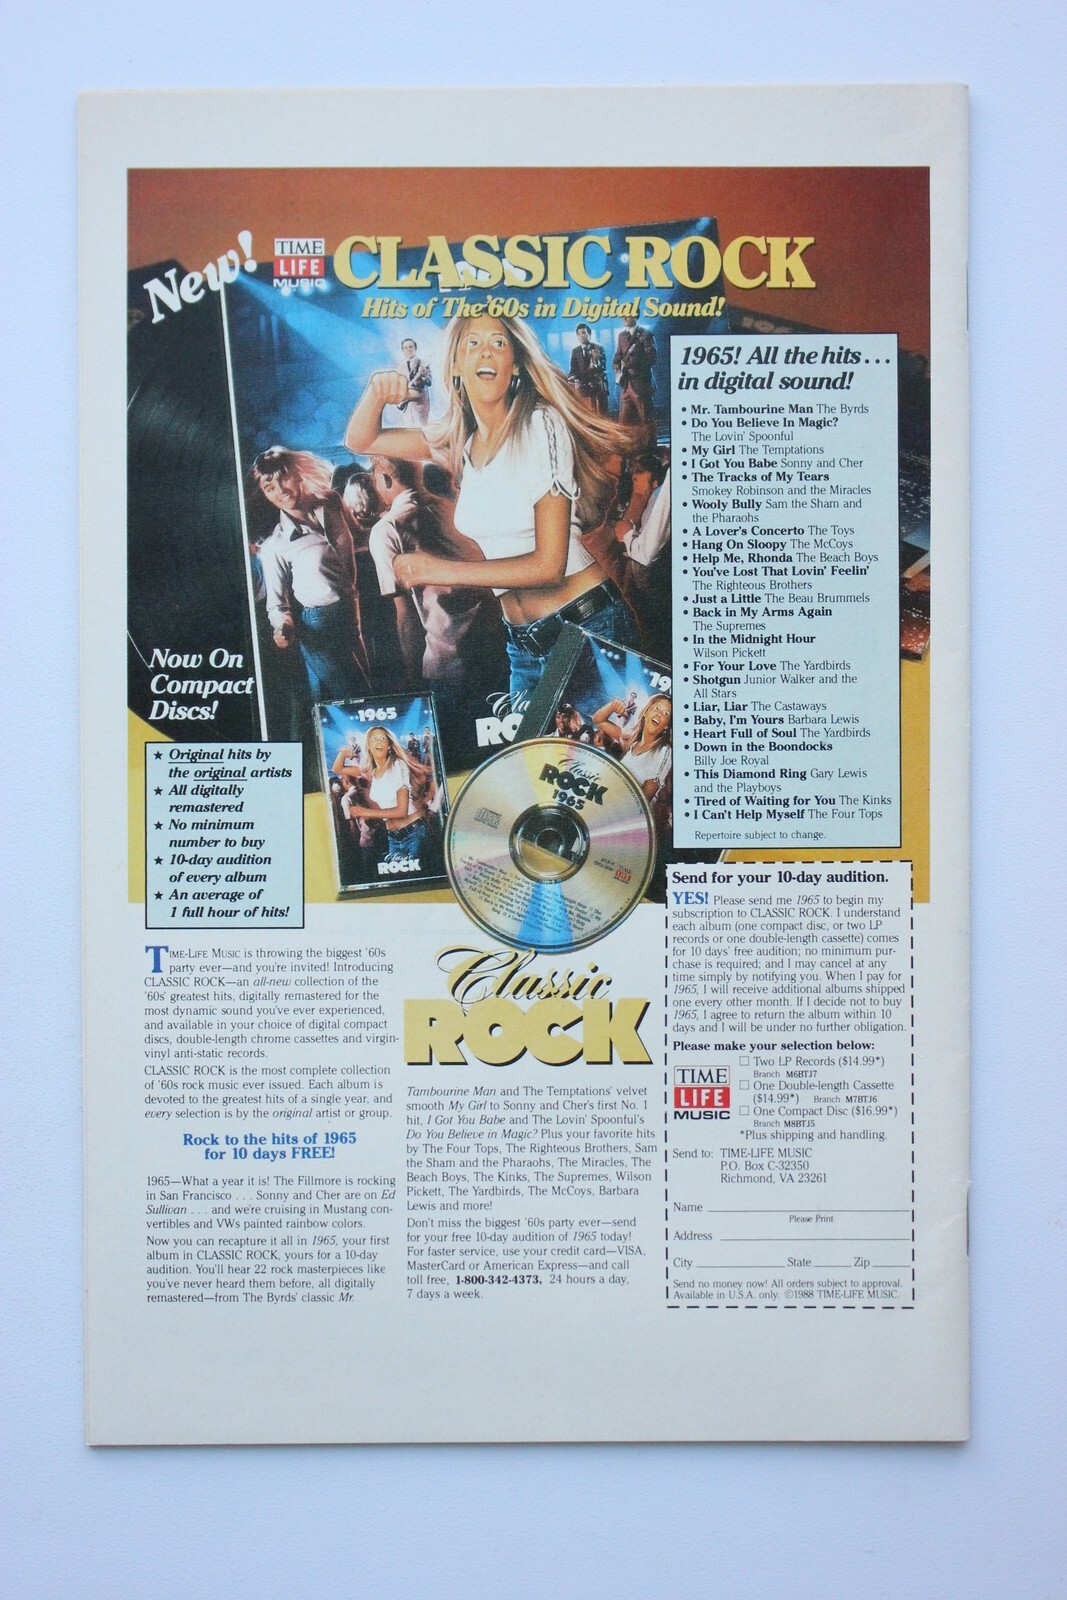 New!
TIME
LIFE
MUSIC
CLASSIC ROCK
Hits of The '60s in Digital Sound!
1965! All the hits...
in digital sound!
• Mr. Tambourine Man The Byrds
• Do You Believe In Magic?
The Lovin' Spoonful
• My Girl The Temptations
• I Got You Babe Sonny and Cher
• The Tracks of My Tears
Smokey Robinson and the Miracles
• Wooly Bully Sam the Sham and
the Pharaohs
• A Lover's Concerto The Toys
• Hang On Sloopy The McCoys
• Help Me, Rhonda The Beach Boys
• You've Lost That Lovin' Feelin'
The Righteous Brothers
• Just a Little The Beau Brummels
• Back in My Arms Again
The Supremes
• In the Midnight Hour
Wilson Pickett
• For Your Love The Yardbirds
• Shotgun Junior Walker and the
All Stars
• Liar, Liar The Castaways
• Baby, I'm Yours Barbara Lewis
• Heart Full of Soul The Yardbirds
• Down in the Boondocks
Billy Joe Royal
• This Diamond Ring Gary Lewis
and the Playboys
• Tired of Waiting for You The Kinks
• I Can't Help Myself The Four Tops
Repertoire subject to change.
Now On
Compact
Discs!
★ Original hits by
the original artists
★ All digitally
remastered
★ No minimum
number to buy
★ 10-day audition
of every album
★ An average of
1 full hour of hits!
1965
Classic
ROCK
Classic
ROCK
1965
TIME-LIFE MUSIC is throwing the biggest '60s
party ever—and you're invited! Introducing
CLASSIC ROCK—an all-new collection of the
'60s' greatest hits, digitally remastered for the
most dynamic sound you've ever experienced,
and available in your choice of digital compact
discs, double-length chrome cassettes and virgin-
vinyl anti-static records.
CLASSIC ROCK is the most complete collection
of '60s rock music ever issued. Each album is
devoted to the greatest hits of a single year, and
every selection is by the original artist or group.
Rock to the hits of 1965
for 10 days FREE!
1965—What a year it is! The Fillmore is rocking
in San Francisco . . . Sonny and Cher are on Ed
Sullivan . . . and we're cruising in Mustang con-
vertibles and VWs painted rainbow colors.
Now you can recapture it all in 1965, your first
album in CLASSIC ROCK, yours for a 10-day
audition. You'll hear 22 rock masterpieces like
you've never heard them before, all digitally
remastered—from The Byrds' classic Mr.
Classic
ROCK
Tambourine Man and The Temptations' velvet
smooth My Girl to Sonny and Cher's first No. 1
hit, I Got You Babe and The Lovin' Spoonful's
Do You Believe in Magic? Plus your favorite hits
by The Four Tops, The Righteous Brothers, Sam
the Sham and the Pharaohs, The Miracles, The
Beach Boys, The Kinks, The Supremes, Wilson
Pickett, The Yardbirds, The McCoys, Barbara
Lewis and more!
Don't miss the biggest '60s party ever—send
for your free 10-day audition of 1965 today!
For faster service, use your credit card—VISA,
MasterCard or American Express—and call
toll free, 1-800-342-4373, 24 hours a day,
7 days a week.
Send for your 10-day audition.
YES! Please send me 1965 to begin my
subscription to CLASSIC ROCK. I understand
each album (one compact disc, or two LP
records or one double-length cassette) comes
for 10 days' free audition; no minimum pur-
chase is required; and I may cancel at any
time simply by notifying you. When I pay for
1965, I will receive additional albums shipped
one every other month. If I decide not to buy
1965, I agree to return the album within 10
days and I will be under no further obligation.
Please make your selection below:
☐ Two LP Records ($14.99*)
Branch M6BTJ7
☐ One Double-length Cassette
($14.99*) Branch M7BTJ6
☐ One Compact Disc ($16.99*)
Branch M8BTJ5
*Plus shipping and handling.
TIME
LIFE
MUSIC
Send to: TIME-LIFE MUSIC
P.O. Box C-32350
Richmond, VA 23261
Name
Please Print
Address
City State Zip
Send no money now! All orders subject to approval.
Available in U.S.A. only. ©1988 TIME-LIFE MUSIC.